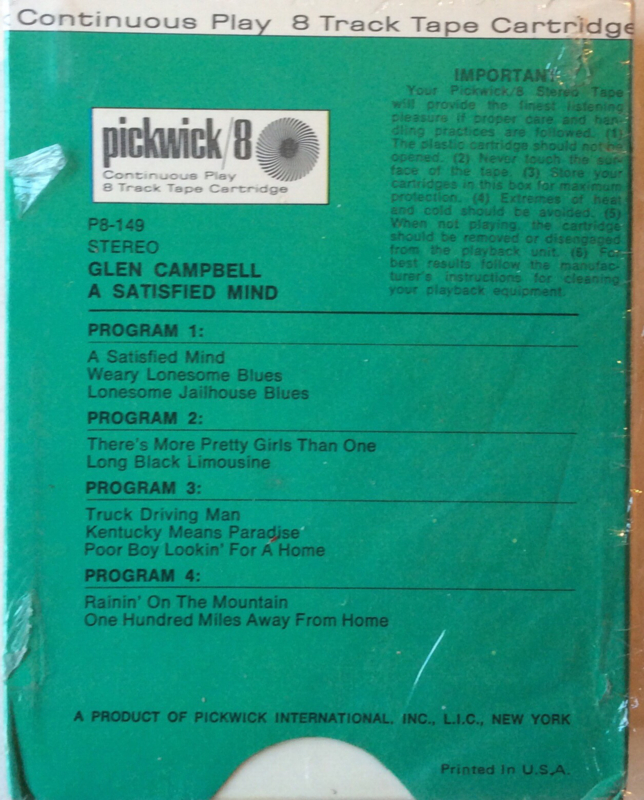 Continuous Play 8 Track Tape Cartridge
IMPORTANT
Your Pickwick/8 Stereo Tape
will provide the finest listening
pleasure if proper care and han-
dling practices are followed. (1)
The plastic cartridge should not be
opened. (2) Never touch the sur-
face of the tape. (3) Store your
cartridges in this box for maximum
protection. (4) Extremes of heat
and cold should be avoided. (5)
When not playing, the cartridge
should be removed or disengaged
from the playback unit. (6) For
best results follow the manufac-
turer's instructions for cleaning
your playback equipment.
pickwick/8
Continuous Play
8 Track Tape Cartridge
P8-149
STEREO
GLEN CAMPBELL
A SATISFIED MIND
PROGRAM 1:
A Satisfied Mind
Weary Lonesome Blues
Lonesome Jailhouse Blues
PROGRAM 2:
There's More Pretty Girls Than One
Long Black Limousine
PROGRAM 3:
Truck Driving Man
Kentucky Means Paradise
Poor Boy Lookin' For A Home
PROGRAM 4:
Rainin' On The Mountain
One Hundred Miles Away From Home
A PRODUCT OF PICKWICK INTERNATIONAL, INC., L.I.C., NEW YORK
Printed In U.S.A.